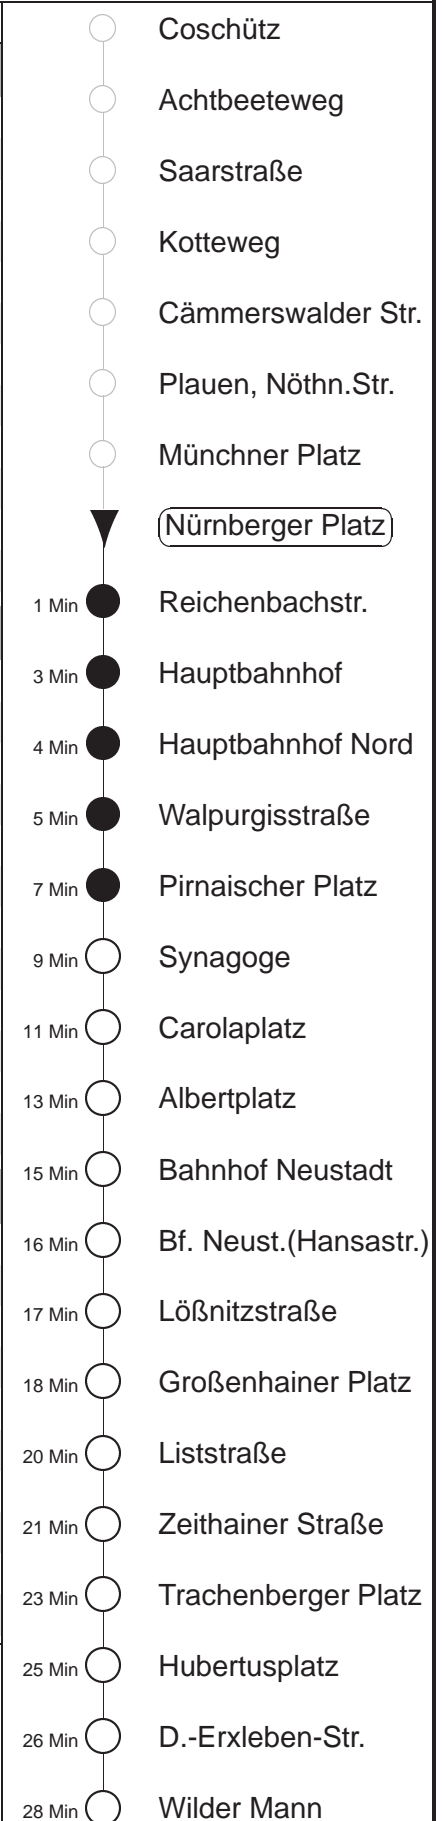 Coschütz
Achtbeeteweg
Saarstraße
Kotteweg
Cämmerswalder Str.
Plauen, Nöthn.Str.
Münchner Platz
Nürnberger Platz
1 Min Reichenbachstr.
3 Min Hauptbahnhof
4 Min Hauptbahnhof Nord
5 Min Walpurgisstraße
7 Min Pirnaischer Platz
9 Min Synagoge
11 Min Carolaplatz
13 Min Albertplatz
15 Min Bahnhof Neustadt
16 Min Bf. Neust.(Hansastr.)
17 Min Lößnitzstraße
18 Min Großenhainer Platz
20 Min Liststraße
21 Min Zeithainer Straße
23 Min Trachenberger Platz
25 Min Hubertusplatz
26 Min D.-Erxleben-Str.
28 Min Wilder Mann